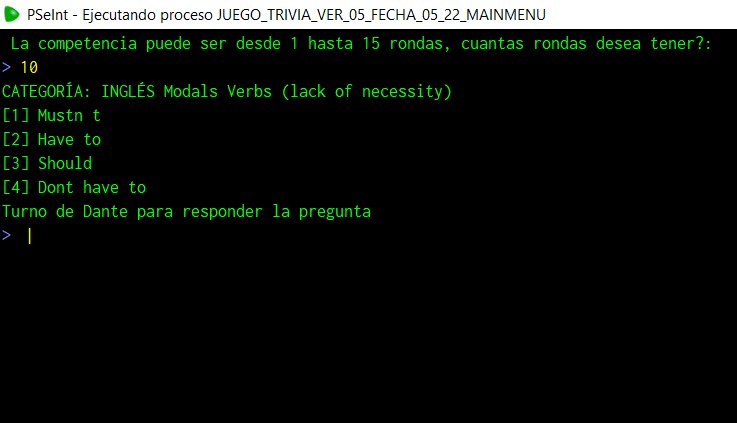 PSeInt - Ejecutando proceso JUEGO_TRIVIA_VER_05_FECHA_05_22_MAINMENU
La competencia puede ser desde 1 hasta 15 rondas, cuantas rondas desea tener?:
> 10
CATEGORÍA: INGLÉS Modals Verbs (lack of necessity)
[1] Mustn t
[2] Have to
[3] Should
[4] Dont have to
Turno de Dante para responder la pregunta
>